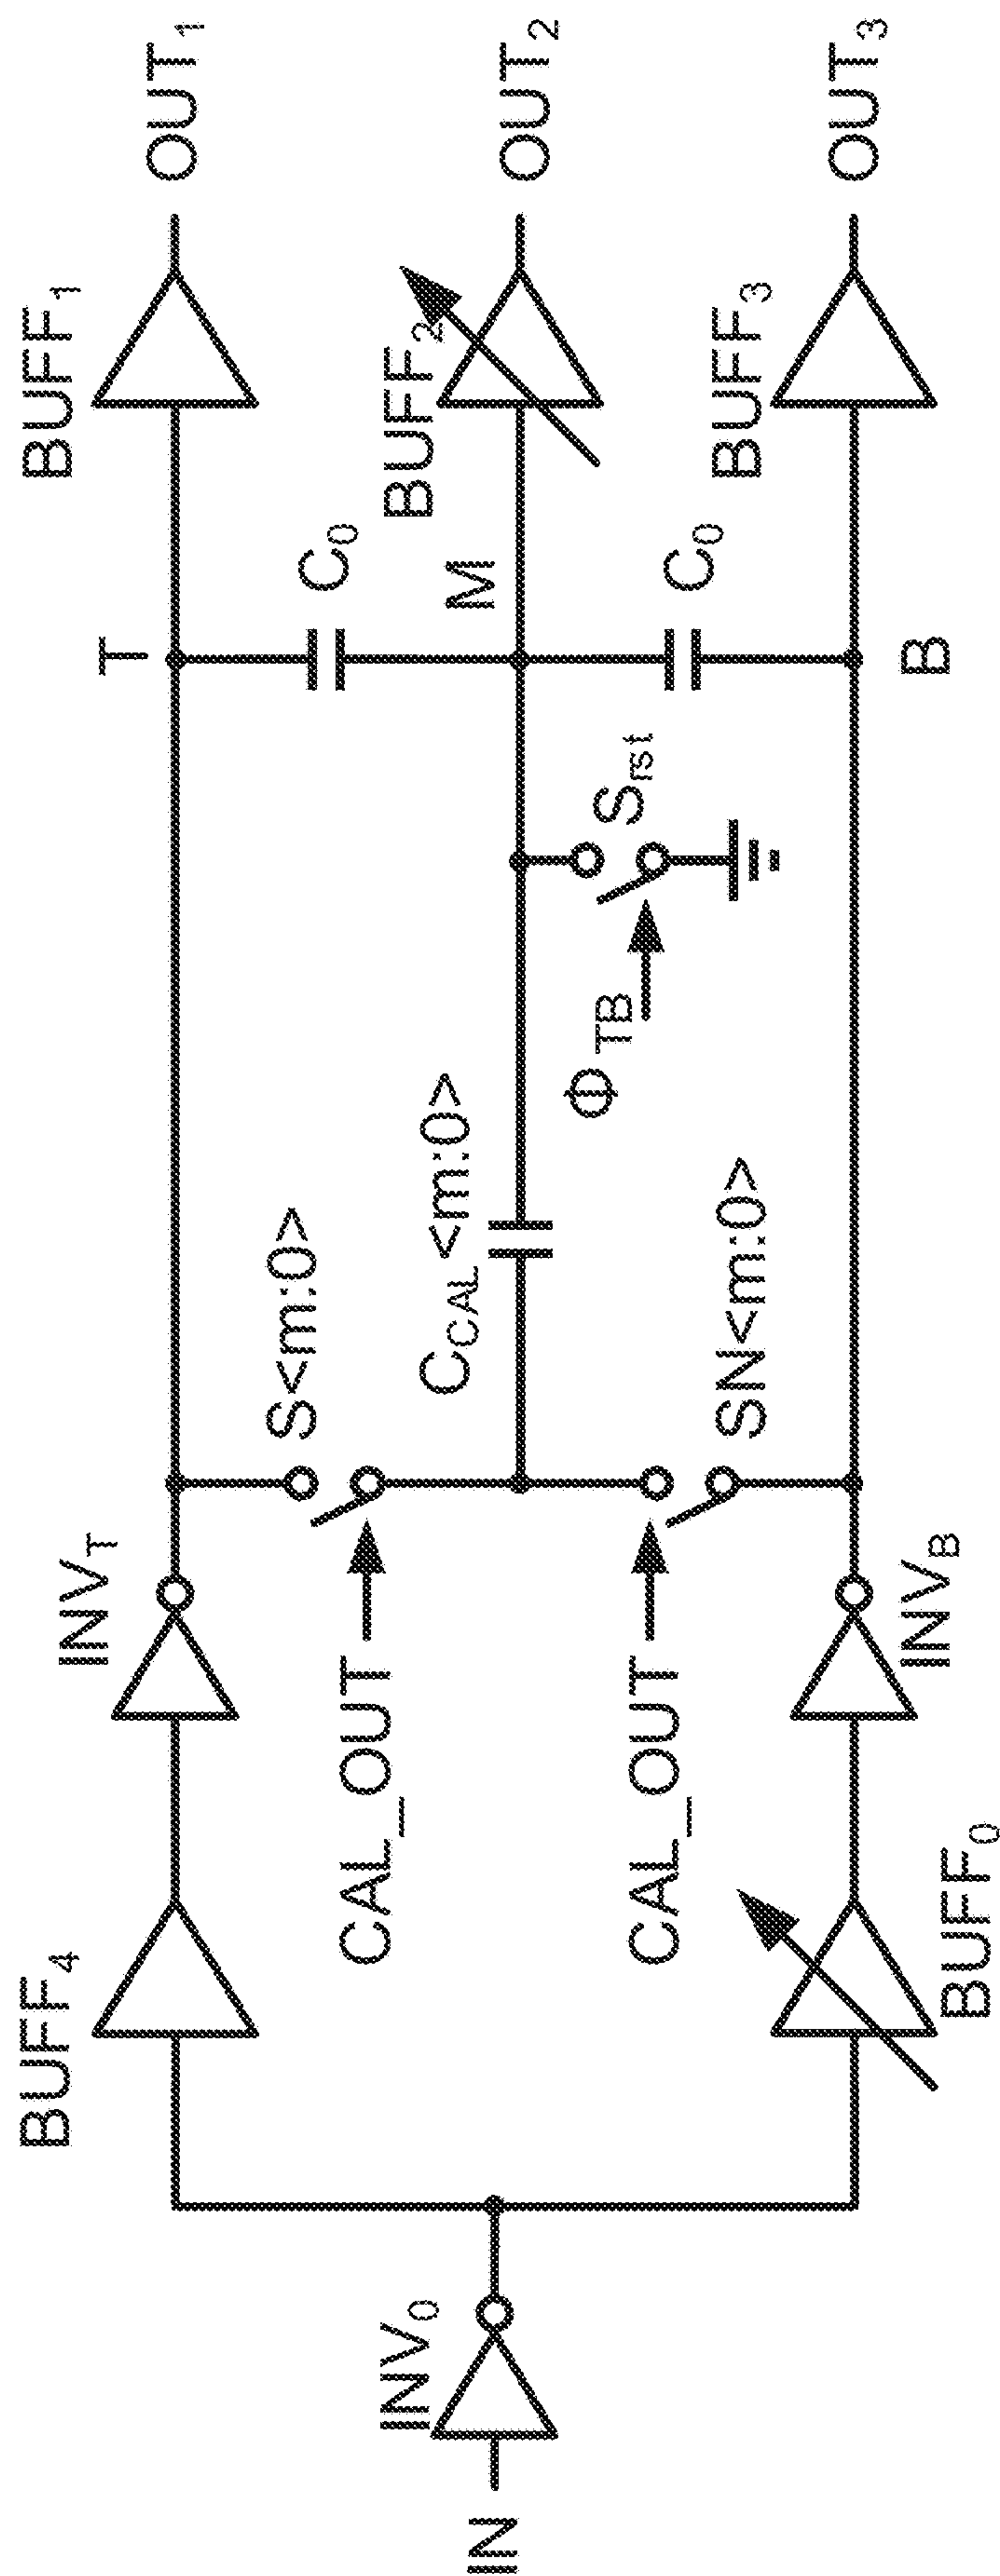 IN
INV0
BUFF4
BUFF0
INVT
INVB
CAL_OUT
CAL_OUT
S<m:0>
CCAL<m:0>
SN<m:0>
ΦTB
Srst
T
C0
M
C0
B
BUFF1
BUFF2
BUFF3
OUT1
OUT2
OUT3